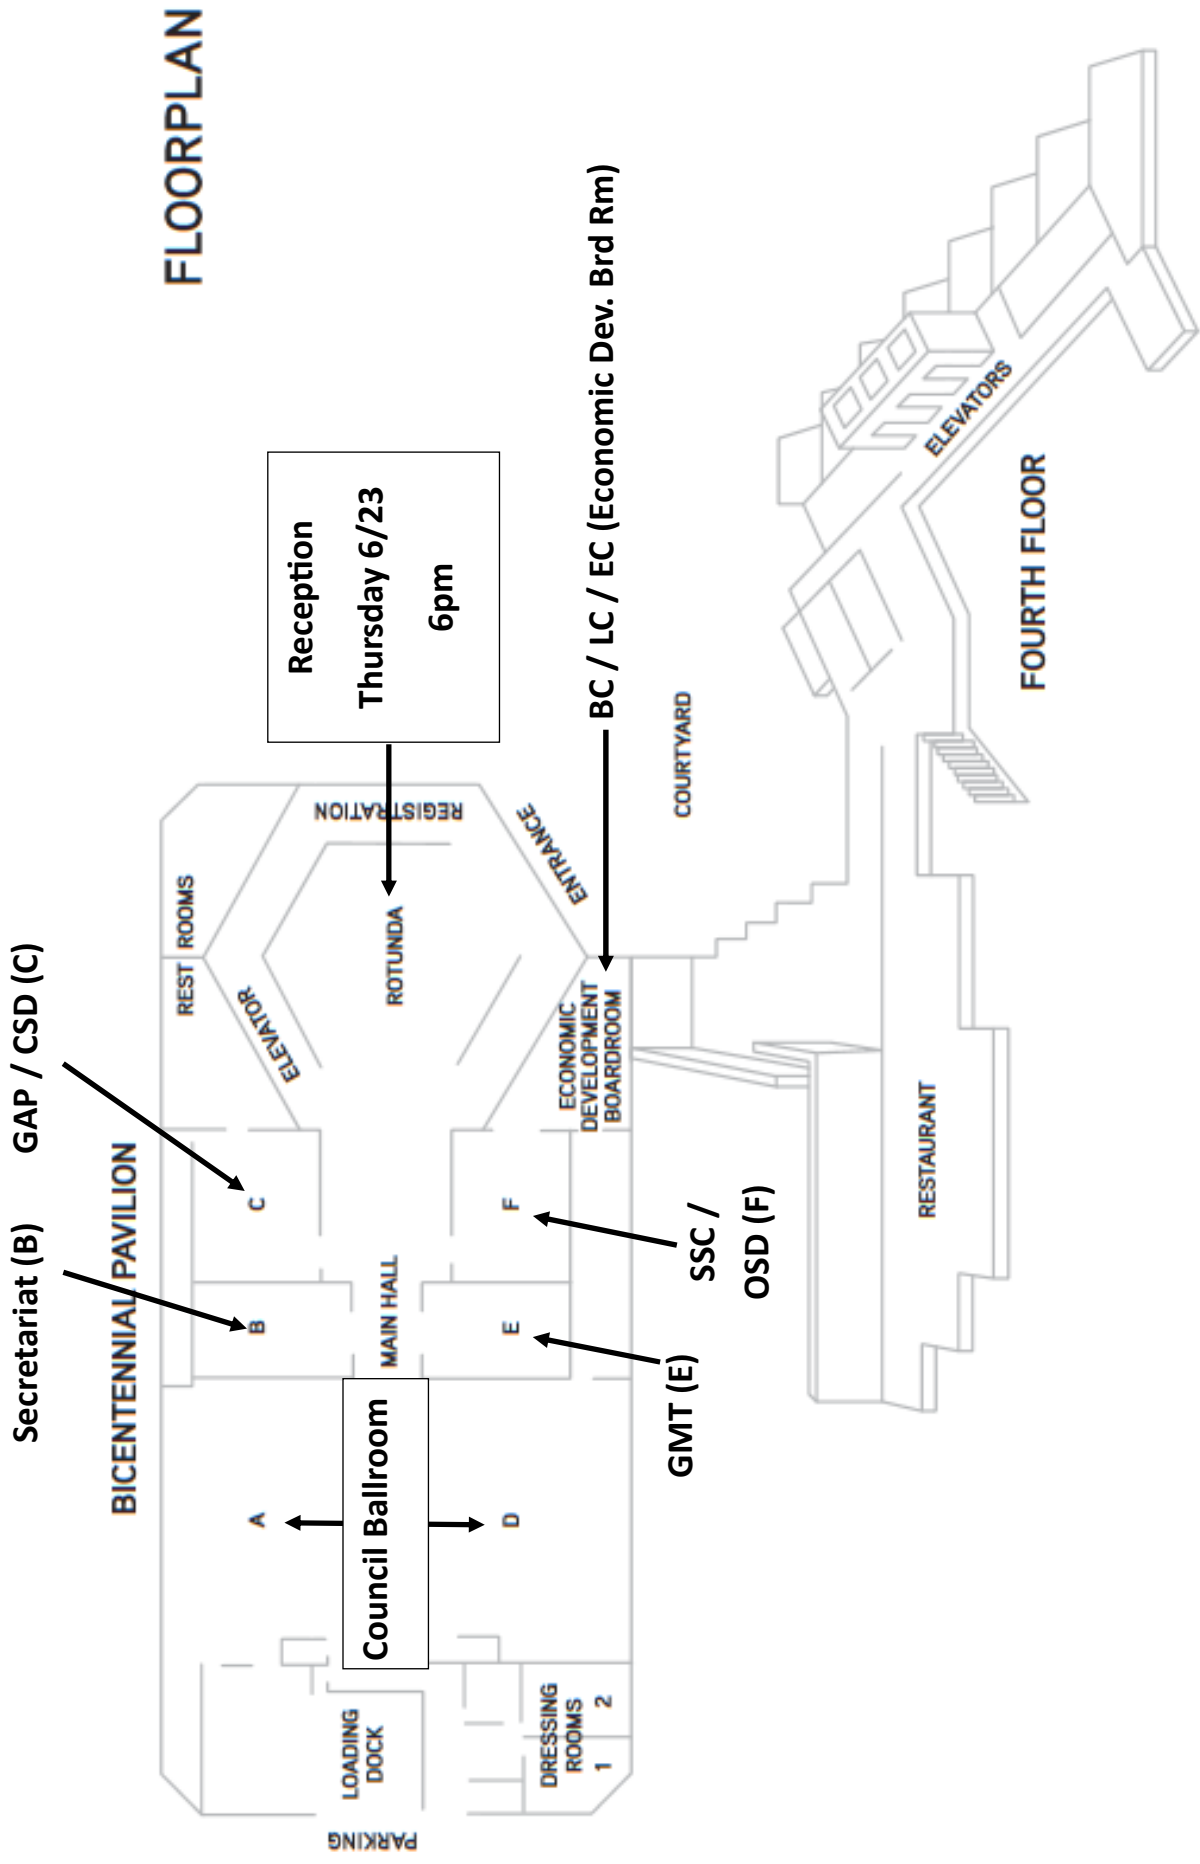 FLOORPLAN
Secretariat (B)
GAP / CSD (C)
BICENTENNIAL PAVILION
REST ROOMS
ELEVATOR
A
B
C
Reception
Thursday 6/23
6pm
PARKING
LOADING
DOCK
Council Ballroom
MAIN HALL
ROTUNDA
REGISTRATION
D
E
F
ENTRANCE
DRESSING
ROOMS
1 2
ECONOMIC
DEVELOPMENT
BOARDROOM
BC / LC / EC (Economic Dev. Brd Rm)
GMT (E)
SSC /
OSD (F)
COURTYARD
RESTAURANT
ELEVATORS
FOURTH FLOOR